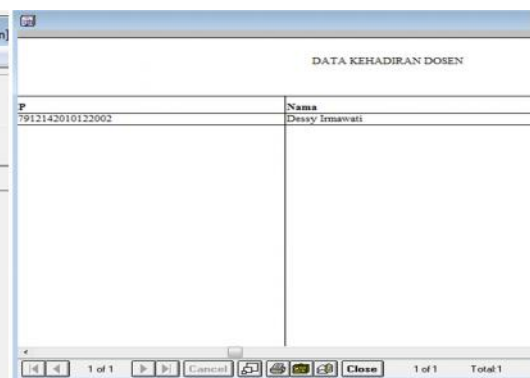 n]
DATA KEHADIRAN DOSEN
P Nama
7912142010122002 Dessy Irmawati
1 of 1 Cancel Close 1 of 1 Total:1